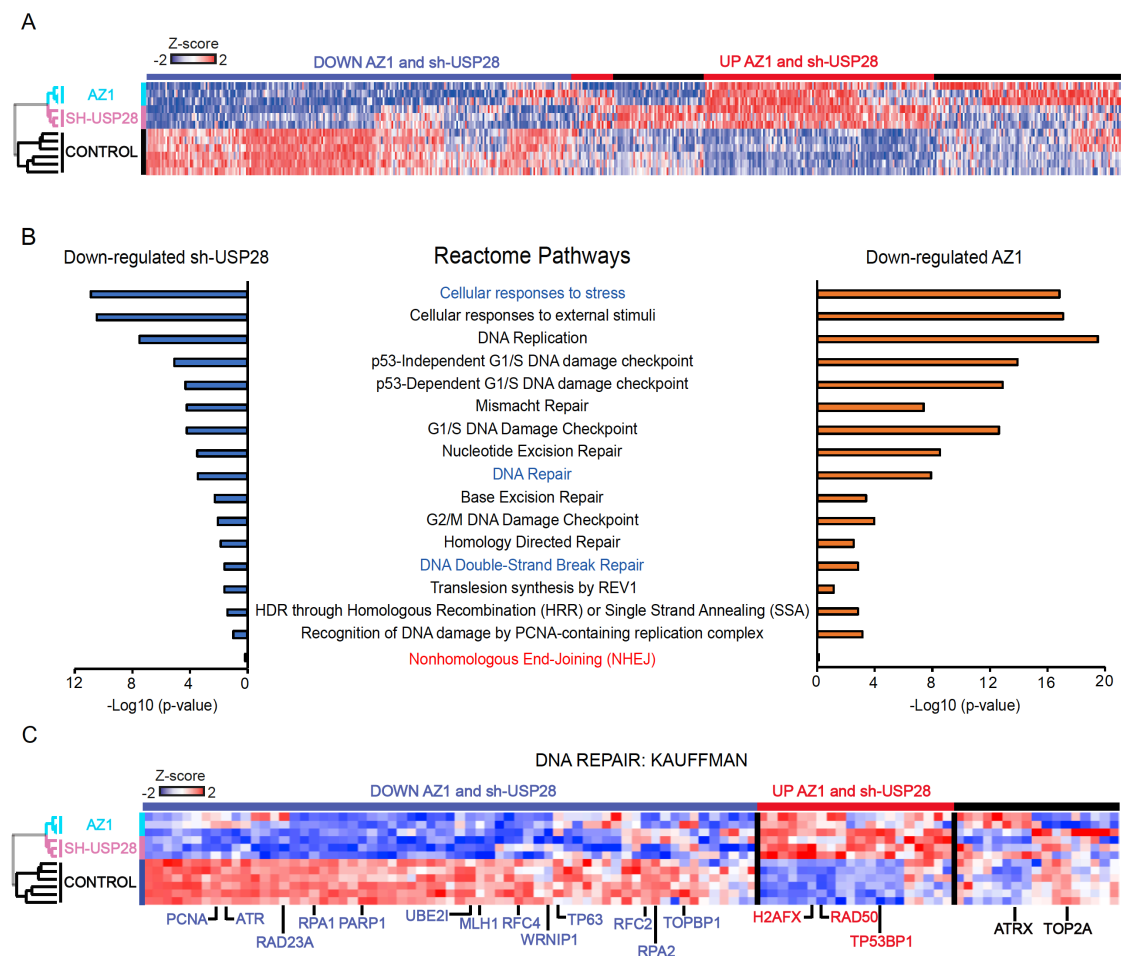 A
Z-score
-2 2
DOWN AZ1 and sh-USP28
UP AZ1 and sh-USP28
AZ1
SH-USP28
CONTROL
B
Down-regulated sh-USP28
Reactome Pathways
Down-regulated AZ1
Cellular responses to stress
Cellular responses to external stimuli
DNA Replication
p53-Independent G1/S DNA damage checkpoint
p53-Dependent G1/S DNA damage checkpoint
Mismacht Repair
G1/S DNA Damage Checkpoint
Nucleotide Excision Repair
DNA Repair
Base Excision Repair
G2/M DNA Damage Checkpoint
Homology Directed Repair
DNA Double-Strand Break Repair
Translesion synthesis by REV1
HDR through Homologous Recombination (HRR) or Single Strand Annealing (SSA)
Recognition of DNA damage by PCNA-containing replication complex
Nonhomologous End-Joining (NHEJ)
12 8 4 0
-Log10 (p-value)
0 4 8 12 16 20
-Log10 (p-value)
C
DNA REPAIR: KAUFFMAN
Z-score
-2 2
DOWN AZ1 and sh-USP28
UP AZ1 and sh-USP28
AZ1
SH-USP28
CONTROL
PCNA ATR RPA1 PARP1 UBE2I MLH1 RFC4 TP63 RFC2 TOPBP1 H2AFX RAD50 ATRX TOP2A
RAD23A WRNIP1 RPA2 TP53BP1